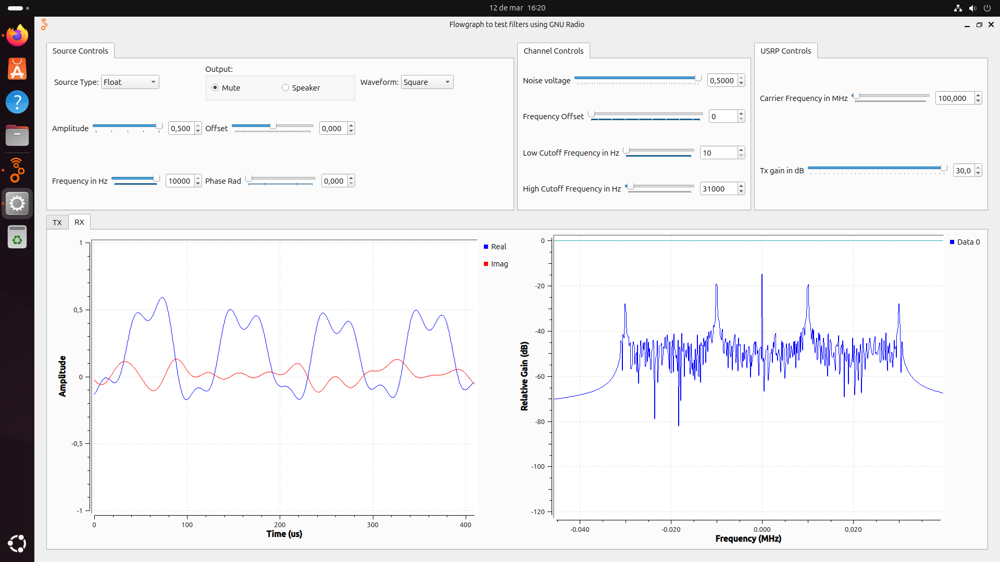 12 de mar 16:20
Flowgraph to test filters using GNU Radio
Source Controls
Source Type: Float
Output:
Mute
Speaker
Waveform: Square
Amplitude 0,500
Offset 0,000
Frequency in Hz 10000
Phase Rad 0,000
Channel Controls
Noise voltage 0,5000
Frequency Offset 0
Low Cutoff Frequency in Hz 10
High Cutoff Frequency in Hz 31000
USRP Controls
Carrier Frequency in MHz 100,000
Tx gain in dB 30,0
TX RX
1
0,5
0
-0,5
-1
Amplitude
0 100 200 300 400
Time (us)
Real
Imag
0
-20
-40
-60
-80
-100
-120
Relative Gain (dB)
-0.040 -0.020 0.000 0.020
Frequency (MHz)
Data 0